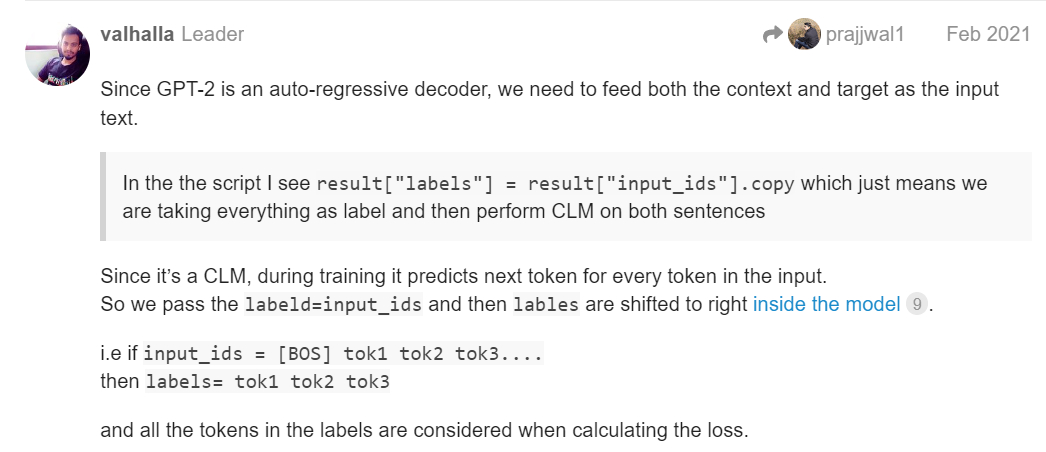 valhalla Leader prajjwal1 Feb 2021
Since GPT-2 is an auto-regressive decoder, we need to feed both the context and target as the input
text.
In the the script I see result["labels"] = result["input_ids"].copy which just means we
are taking everything as label and then perform CLM on both sentences
Since it’s a CLM, during training it predicts next token for every token in the input.
So we pass the labeld=input_ids and then lables are shifted to right inside the model 9.
i.e if input_ids = [BOS] tok1 tok2 tok3....
then labels= tok1 tok2 tok3
and all the tokens in the labels are considered when calculating the loss.